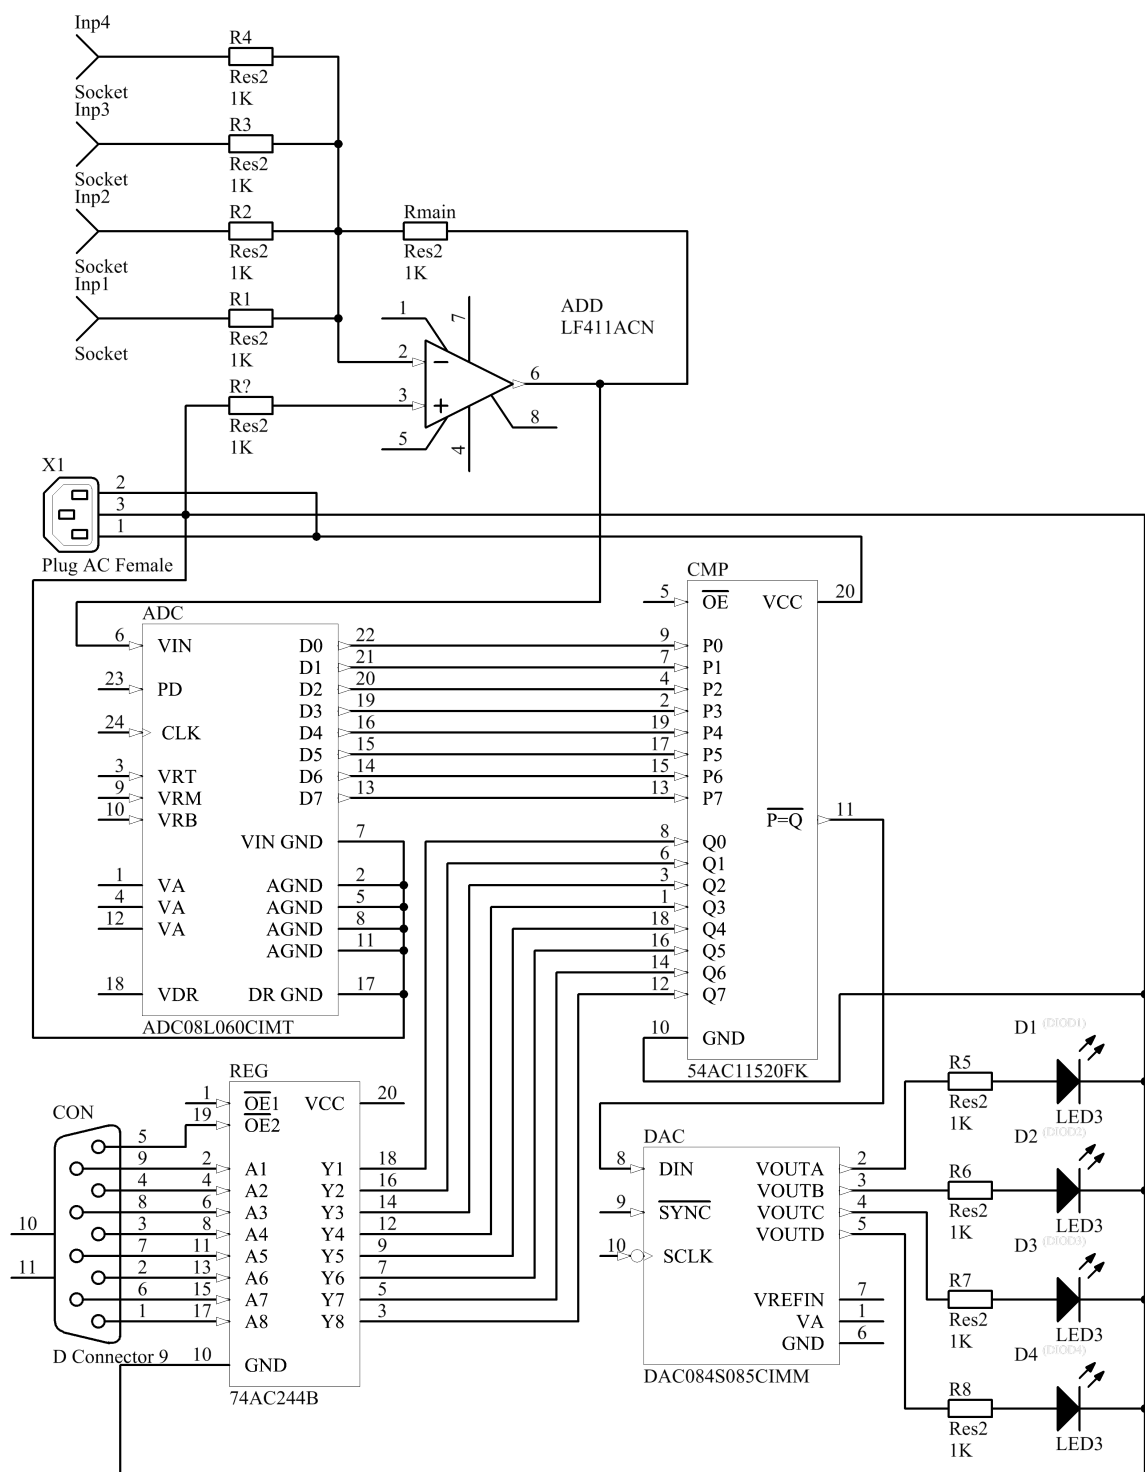 Inp4
R4
Res2
1K
Socket
Inp3
R3
Res2
1K
Socket
Inp2
R2
Res2
1K
Rmain
Res2
1K
Socket
Inp1
R1
Res2
1K
Socket
ADD
LF411ACN
1
7
2
−
6
R?
Res2
1K
3
+
8
5
4
X1
2
3
1
Plug AC Female
ADC
6 VIN
23 PD
24 CLK
3 VRT
9 VRM
10 VRB
1 VA
4 VA
12 VA
18 VDR
D0 22
D1 21
D2 20
D3 19
D4 16
D5 15
D6 14
D7 13
VIN GND 7
AGND 2
AGND 5
AGND 8
AGND 11
DR GND 17
ADC08L060CIMT
CMP
5 OE
VCC 20
9 P0
7 P1
4 P2
2 P3
19 P4
17 P5
15 P6
13 P7
P=Q 11
8 Q0
6 Q1
3 Q2
1 Q3
18 Q4
16 Q5
14 Q6
12 Q7
10 GND
54AC11520FK
REG
1 OE1
19 OE2
VCC 20
CON
5
9
4
8
3
7
2
6
1
10
11
D Connector 9
2 A1
4 A2
6 A3
8 A4
11 A5
13 A6
15 A7
17 A8
10 GND
Y1 18
Y2 16
Y3 14
Y4 12
Y5 9
Y6 7
Y7 5
Y8 3
74AC244B
DAC
8 DIN
9 SYNC
10 SCLK
VOUTA 2
VOUTB 3
VOUTC 4
VOUTD 5
VREFIN 7
VA 1
GND 6
DAC084S085CIMM
D1 (DIOD1)
R5
Res2
1K
LED3
D2 (DIOD2)
R6
Res2
1K
LED3
D3 (DIOD3)
R7
Res2
1K
LED3
D4 (DIOD4)
R8
Res2
1K
LED3